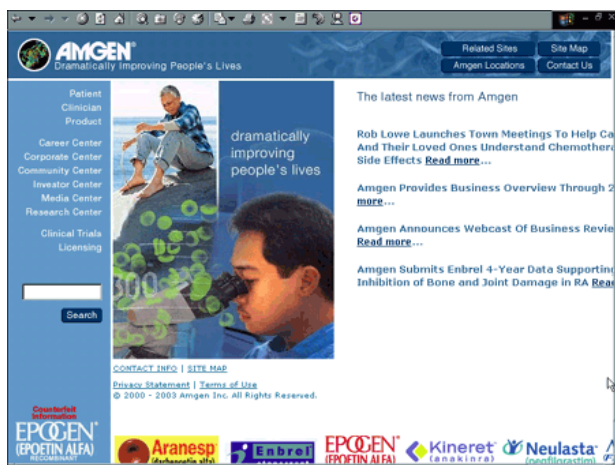 AMGEN®
Dramatically Improving People's Lives
Related Sites
Site Map
Amgen Locations
Contact Us
Patient
Clinician
Product
Career Center
Corporate Center
Community Center
Investor Center
Media Center
Research Center
Clinical Trials
Licensing
Search
Counterfeit
Information
EPOGEN®
(EPOETIN ALFA)
RECOMBINANT
dramatically
improving
people's lives
The latest news from Amgen
Rob Lowe Launches Town Meetings To Help Ca
And Their Loved Ones Understand Chemothera
Side Effects Read more...
Amgen Provides Business Overview Through 2
more...
Amgen Announces Webcast Of Business Revie
Read more...
Amgen Submits Enbrel 4-Year Data Supporting
Inhibition of Bone and Joint Damage in RA Read
CONTACT INFO | SITE MAP
Privacy Statement | Terms of Use
© 2000 - 2003 Amgen Inc. All Rights Reserved.
Aranesp®
(darbepoetin alfa)
Enbrel
EPOGEN®
(EPOETIN ALFA)
Kineret®
(anakinra)
Neulasta®
(pegfilgrastim)